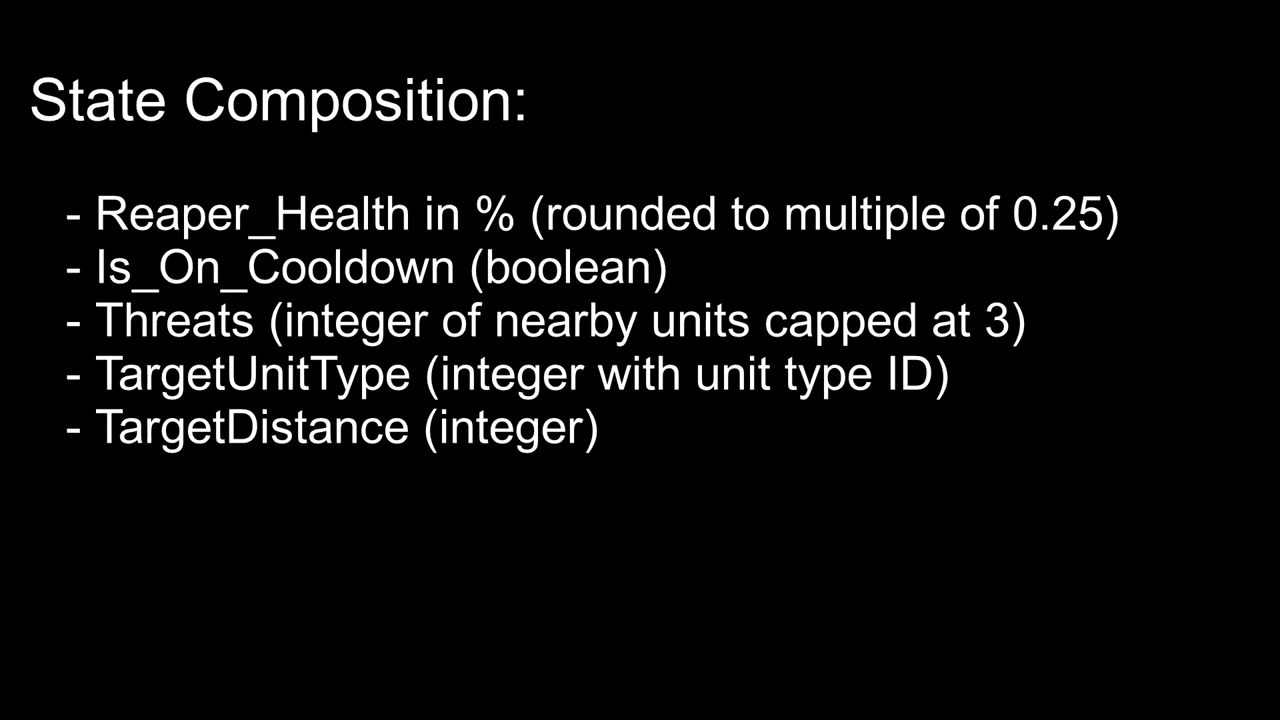 State Composition:
- Reaper_Health in % (rounded to multiple of 0.25)
- Is_On_Cooldown (boolean)
- Threats (integer of nearby units capped at 3)
- TargetUnitType (integer with unit type ID)
- TargetDistance (integer)